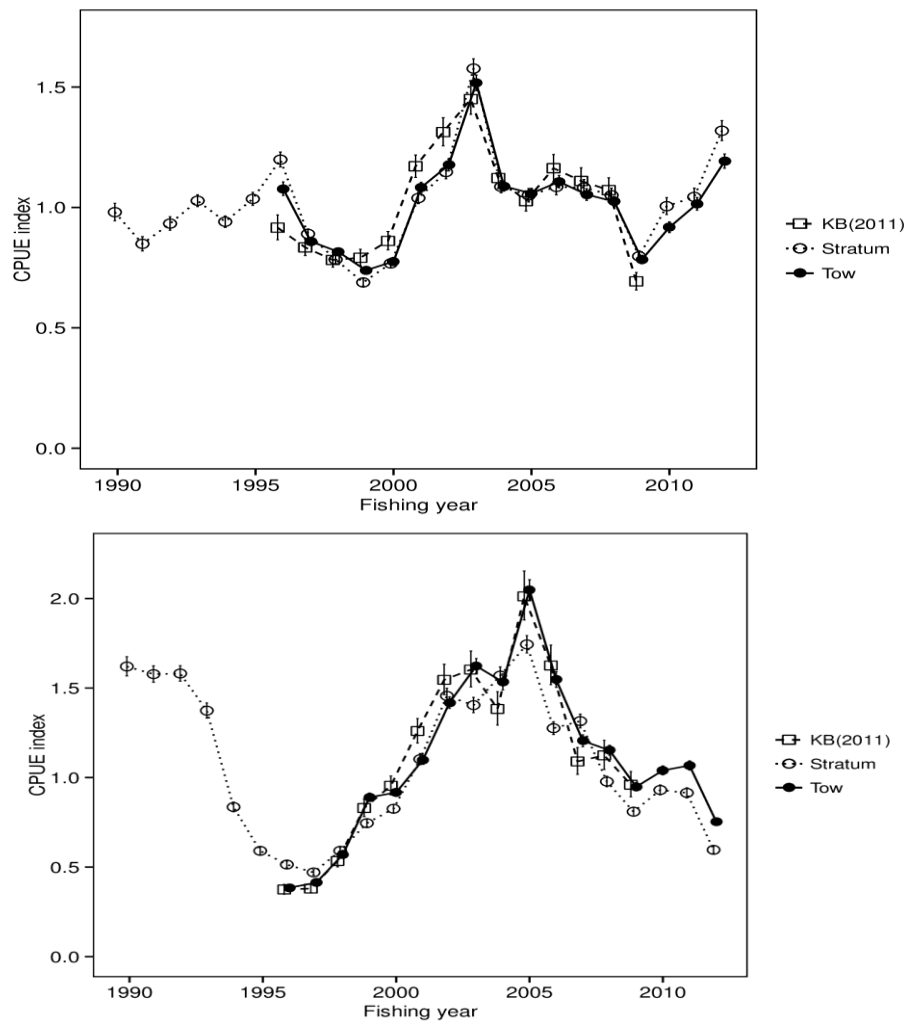 1.5
1.0
0.5
0.0
CPUE index
1990 1995 2000 2005 2010
Fishing year
KB(2011)
Stratum
Tow
2.0
1.5
1.0
0.5
0.0
CPUE index
1990 1995 2000 2005 2010
Fishing year
KB(2011)
Stratum
Tow